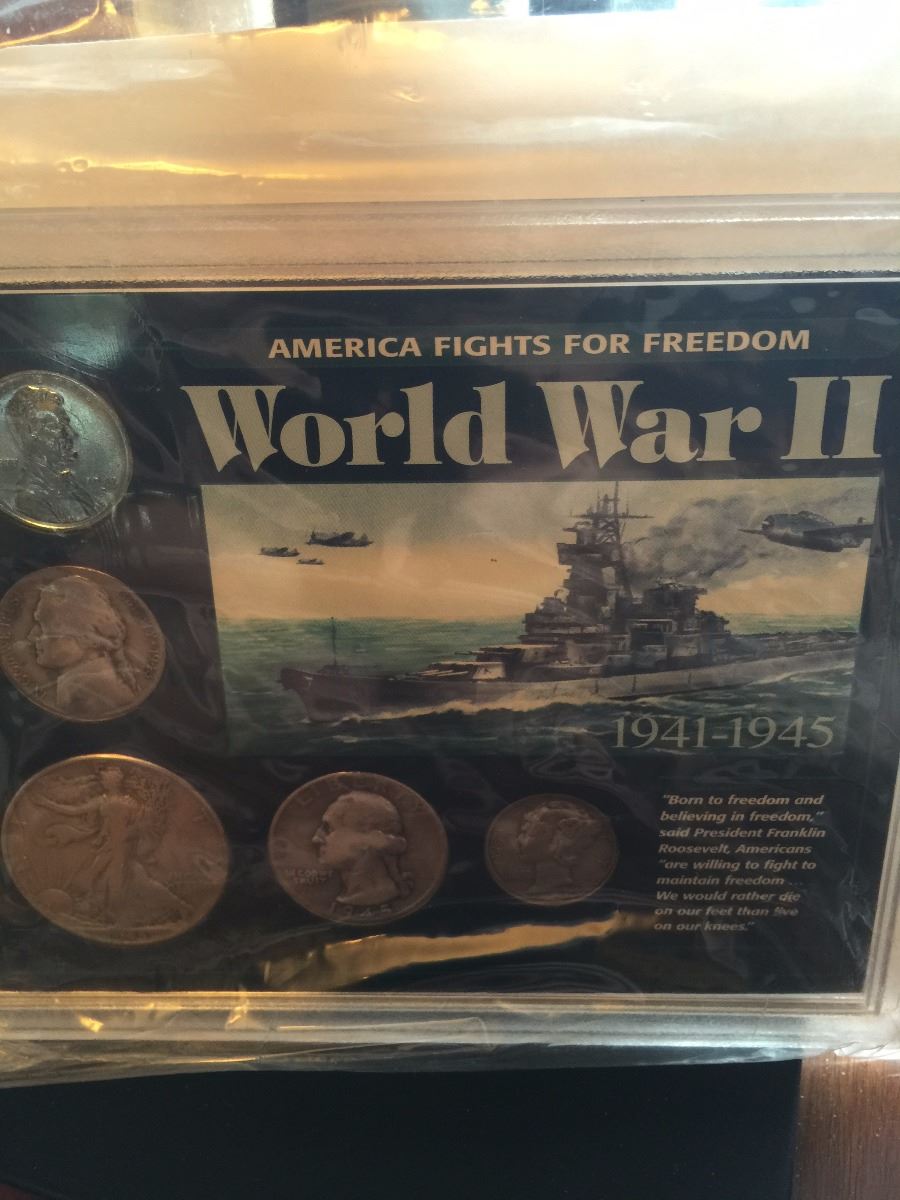 AMERICA FIGHTS FOR FREEDOM
World War II
1941-1945
"Born to freedom and
believing in freedom,"
said President Franklin
Roosevelt, Americans
"are willing to fight to
maintain freedom ...
We would rather die
on our feet than live
on our knees."